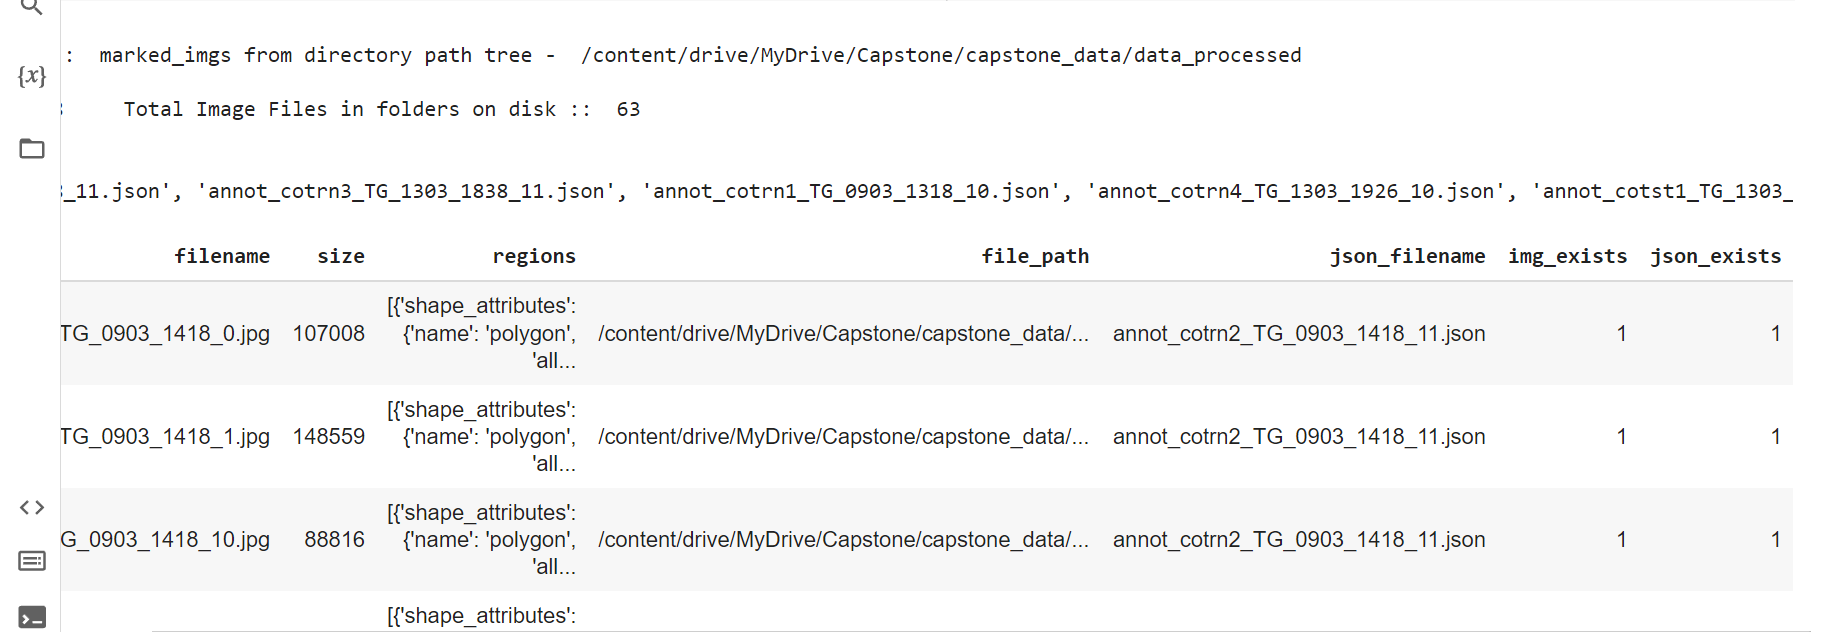 : marked_imgs from directory path tree - /content/drive/MyDrive/Capstone/capstone_data/data_processed
{x}
Total Image Files in folders on disk :: 63
_11.json', 'annot_cotrn3_TG_1303_1838_11.json', 'annot_cotrn1_TG_0903_1318_10.json', 'annot_cotrn4_TG_1303_1926_10.json', 'annot_cotst1_TG_1303_
filename size regions file_path json_filename img_exists json_exists
[{'shape_attributes':
TG_0903_1418_0.jpg 107008 {'name': 'polygon', /content/drive/MyDrive/Capstone/capstone_data/... annot_cotrn2_TG_0903_1418_11.json 1 1
'all...
[{'shape_attributes':
TG_0903_1418_1.jpg 148559 {'name': 'polygon', /content/drive/MyDrive/Capstone/capstone_data/... annot_cotrn2_TG_0903_1418_11.json 1 1
'all...
[{'shape_attributes':
G_0903_1418_10.jpg 88816 {'name': 'polygon', /content/drive/MyDrive/Capstone/capstone_data/... annot_cotrn2_TG_0903_1418_11.json 1 1
'all...
[{'shape_attributes':